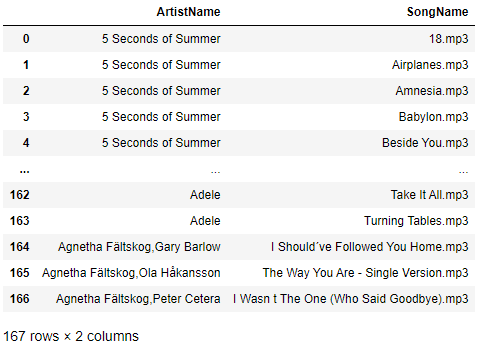 ArtistName SongName
0 5 Seconds of Summer 18.mp3
1 5 Seconds of Summer Airplanes.mp3
2 5 Seconds of Summer Amnesia.mp3
3 5 Seconds of Summer Babylon.mp3
4 5 Seconds of Summer Beside You.mp3
... ... ...
162 Adele Take It All.mp3
163 Adele Turning Tables.mp3
164 Agnetha Fältskog,Gary Barlow I Should´ve Followed You Home.mp3
165 Agnetha Fältskog,Ola Håkansson The Way You Are - Single Version.mp3
166 Agnetha Fältskog,Peter Cetera I Wasn t The One (Who Said Goodbye).mp3
167 rows × 2 columns